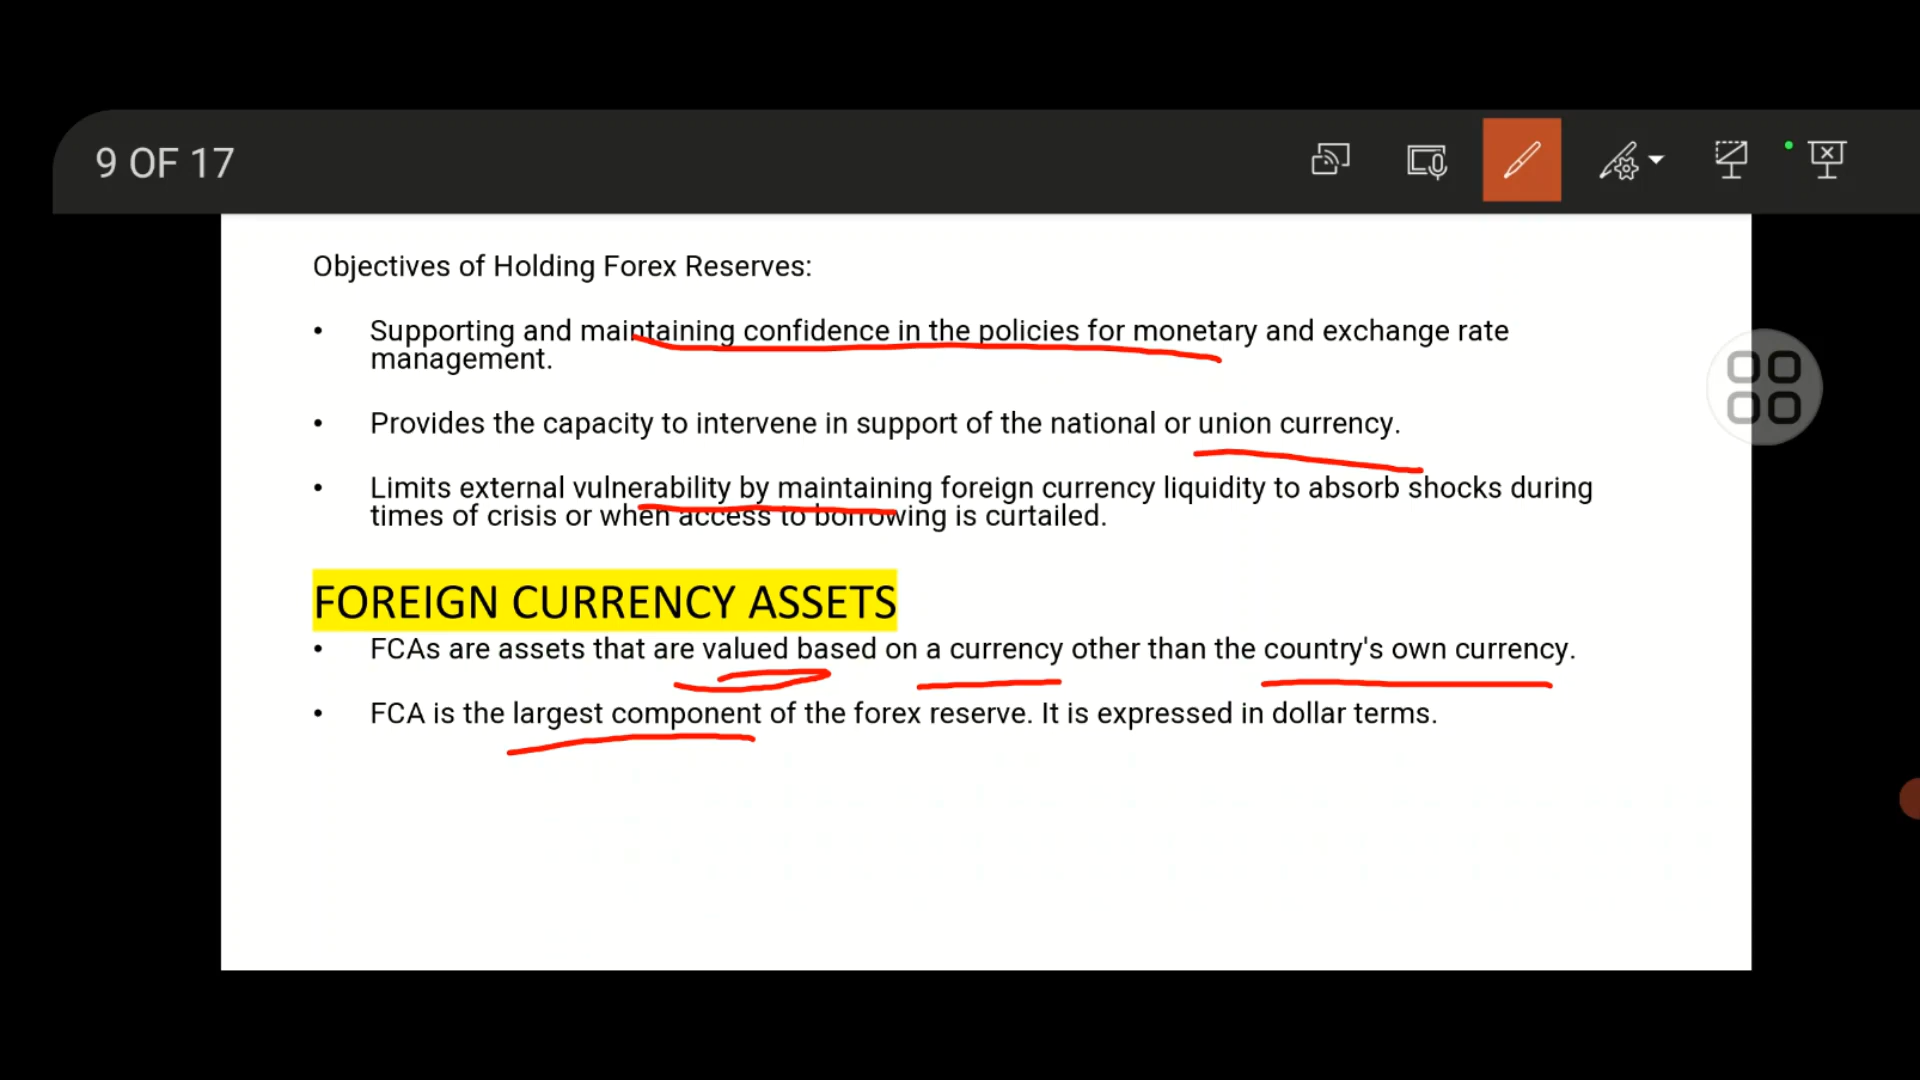 9 OF 17
Objectives of Holding Forex Reserves:
• Supporting and maintaining confidence in the policies for monetary and exchange rate
management.
• Provides the capacity to intervene in support of the national or union currency.
• Limits external vulnerability by maintaining foreign currency liquidity to absorb shocks during
times of crisis or when access to borrowing is curtailed.
FOREIGN CURRENCY ASSETS
• FCAs are assets that are valued based on a currency other than the country's own currency.
• FCA is the largest component of the forex reserve. It is expressed in dollar terms.